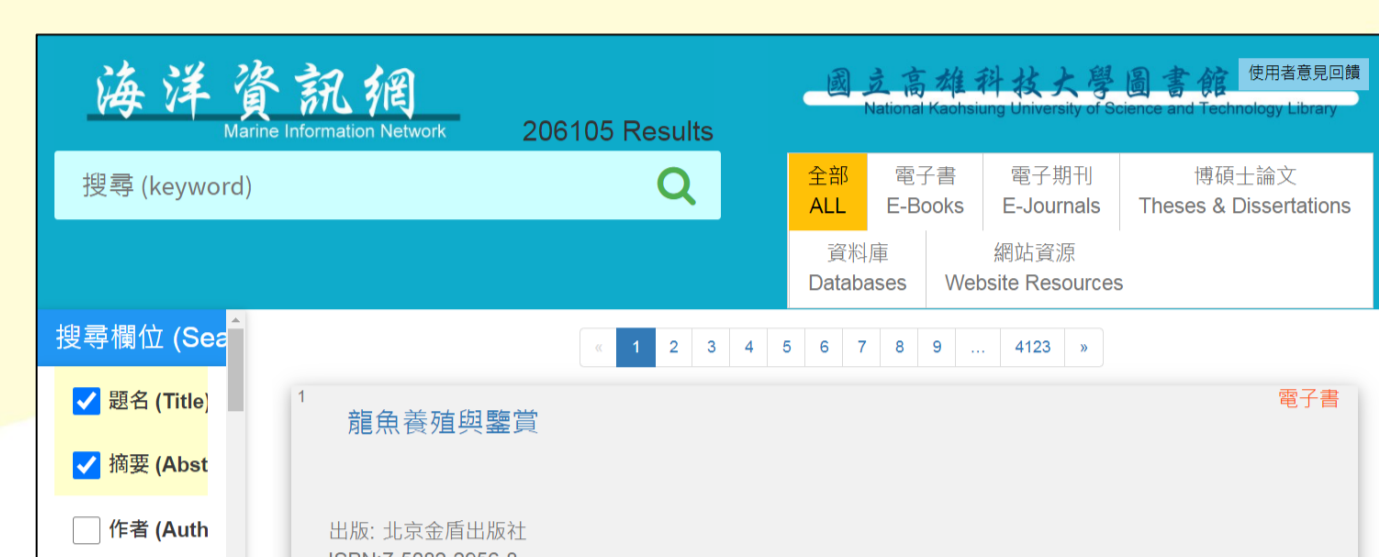 海洋資訊網
Marine Information Network
206105 Results
國立高雄科技大學圖書館
National Kaohsiung University of Science and Technology Library
使用者意見回饋
搜尋 (keyword)
全部 電子書 電子期刊 博碩士論文
ALL E-Books E-Journals Theses & Dissertations
資料庫 網站資源
Databases Website Resources
搜尋欄位 (Sea
« 1 2 3 4 5 6 7 8 9 ... 4123 »
題名 (Title)
摘要 (Abst
作者 (Auth
1
電子書
龍魚養殖與鑒賞
出版: 北京金盾出版社